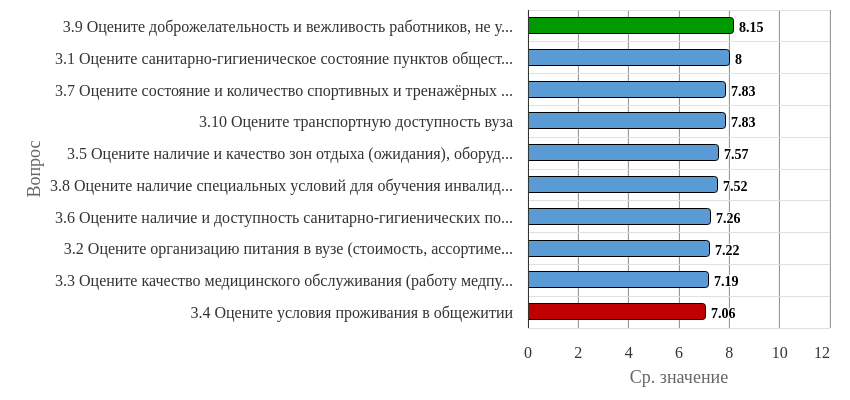 3.9 Оцените доброжелательность и вежливость работников, не у...
8.15
3.1 Оцените санитарно-гигиеническое состояние пунктов общест...
8
3.7 Оцените состояние и количество спортивных и тренажёрных ...
7.83
3.10 Оцените транспортную доступность вуза
7.83
3.5 Оцените наличие и качество зон отдыха (ожидания), оборуд...
7.57
3.8 Оцените наличие специальных условий для обучения инвалид...
7.52
3.6 Оцените наличие и доступность санитарно-гигиенических по...
7.26
3.2 Оцените организацию питания в вузе (стоимость, ассортиме...
7.22
3.3 Оцените качество медицинского обслуживания (работу медпу...
7.19
3.4 Оцените условия проживания в общежитии
7.06
Вопрос
0 2 4 6 8 10 12
Ср. значение